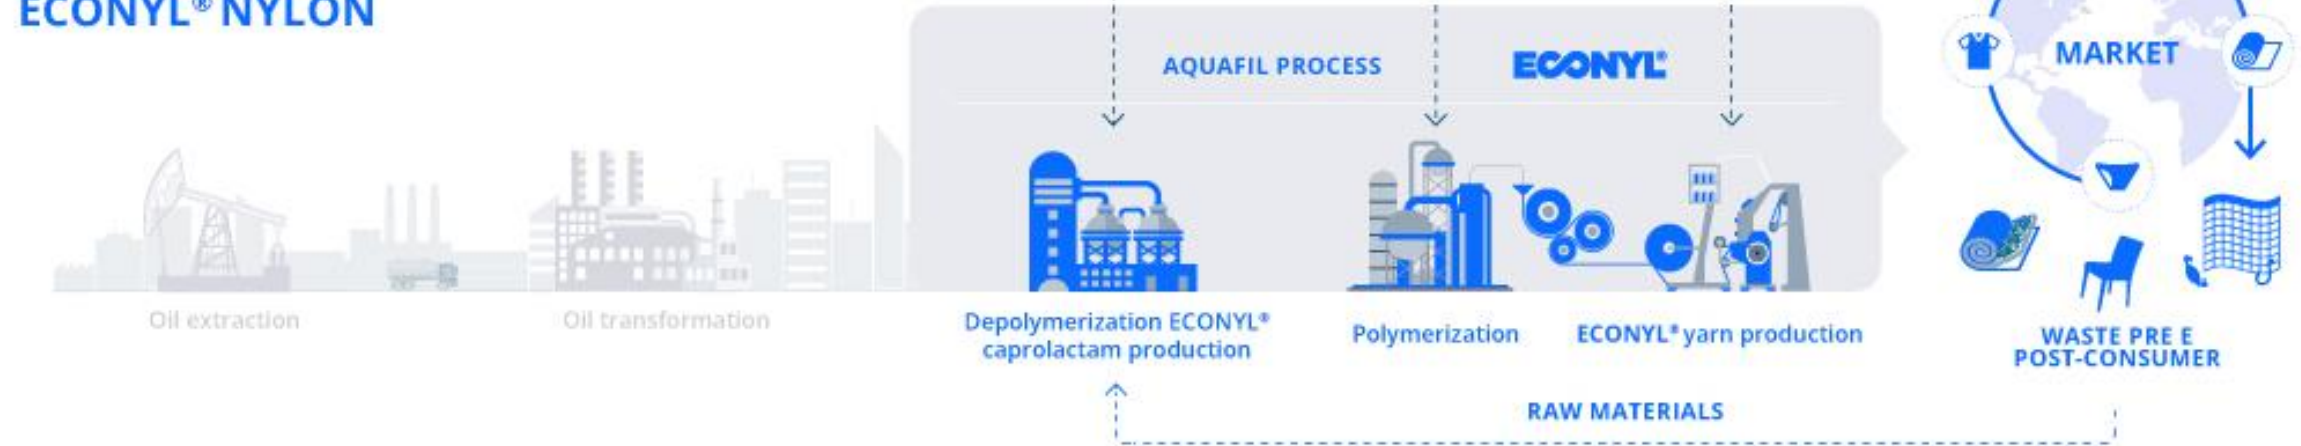 ECONYL® NYLON
AQUAFIL PROCESS
ECONYL®
MARKET
Oil extraction
Oil transformation
Depolymerization ECONYL®
caprolactam production
Polymerization
ECONYL® yarn production
WASTE PRE E
POST-CONSUMER
RAW MATERIALS